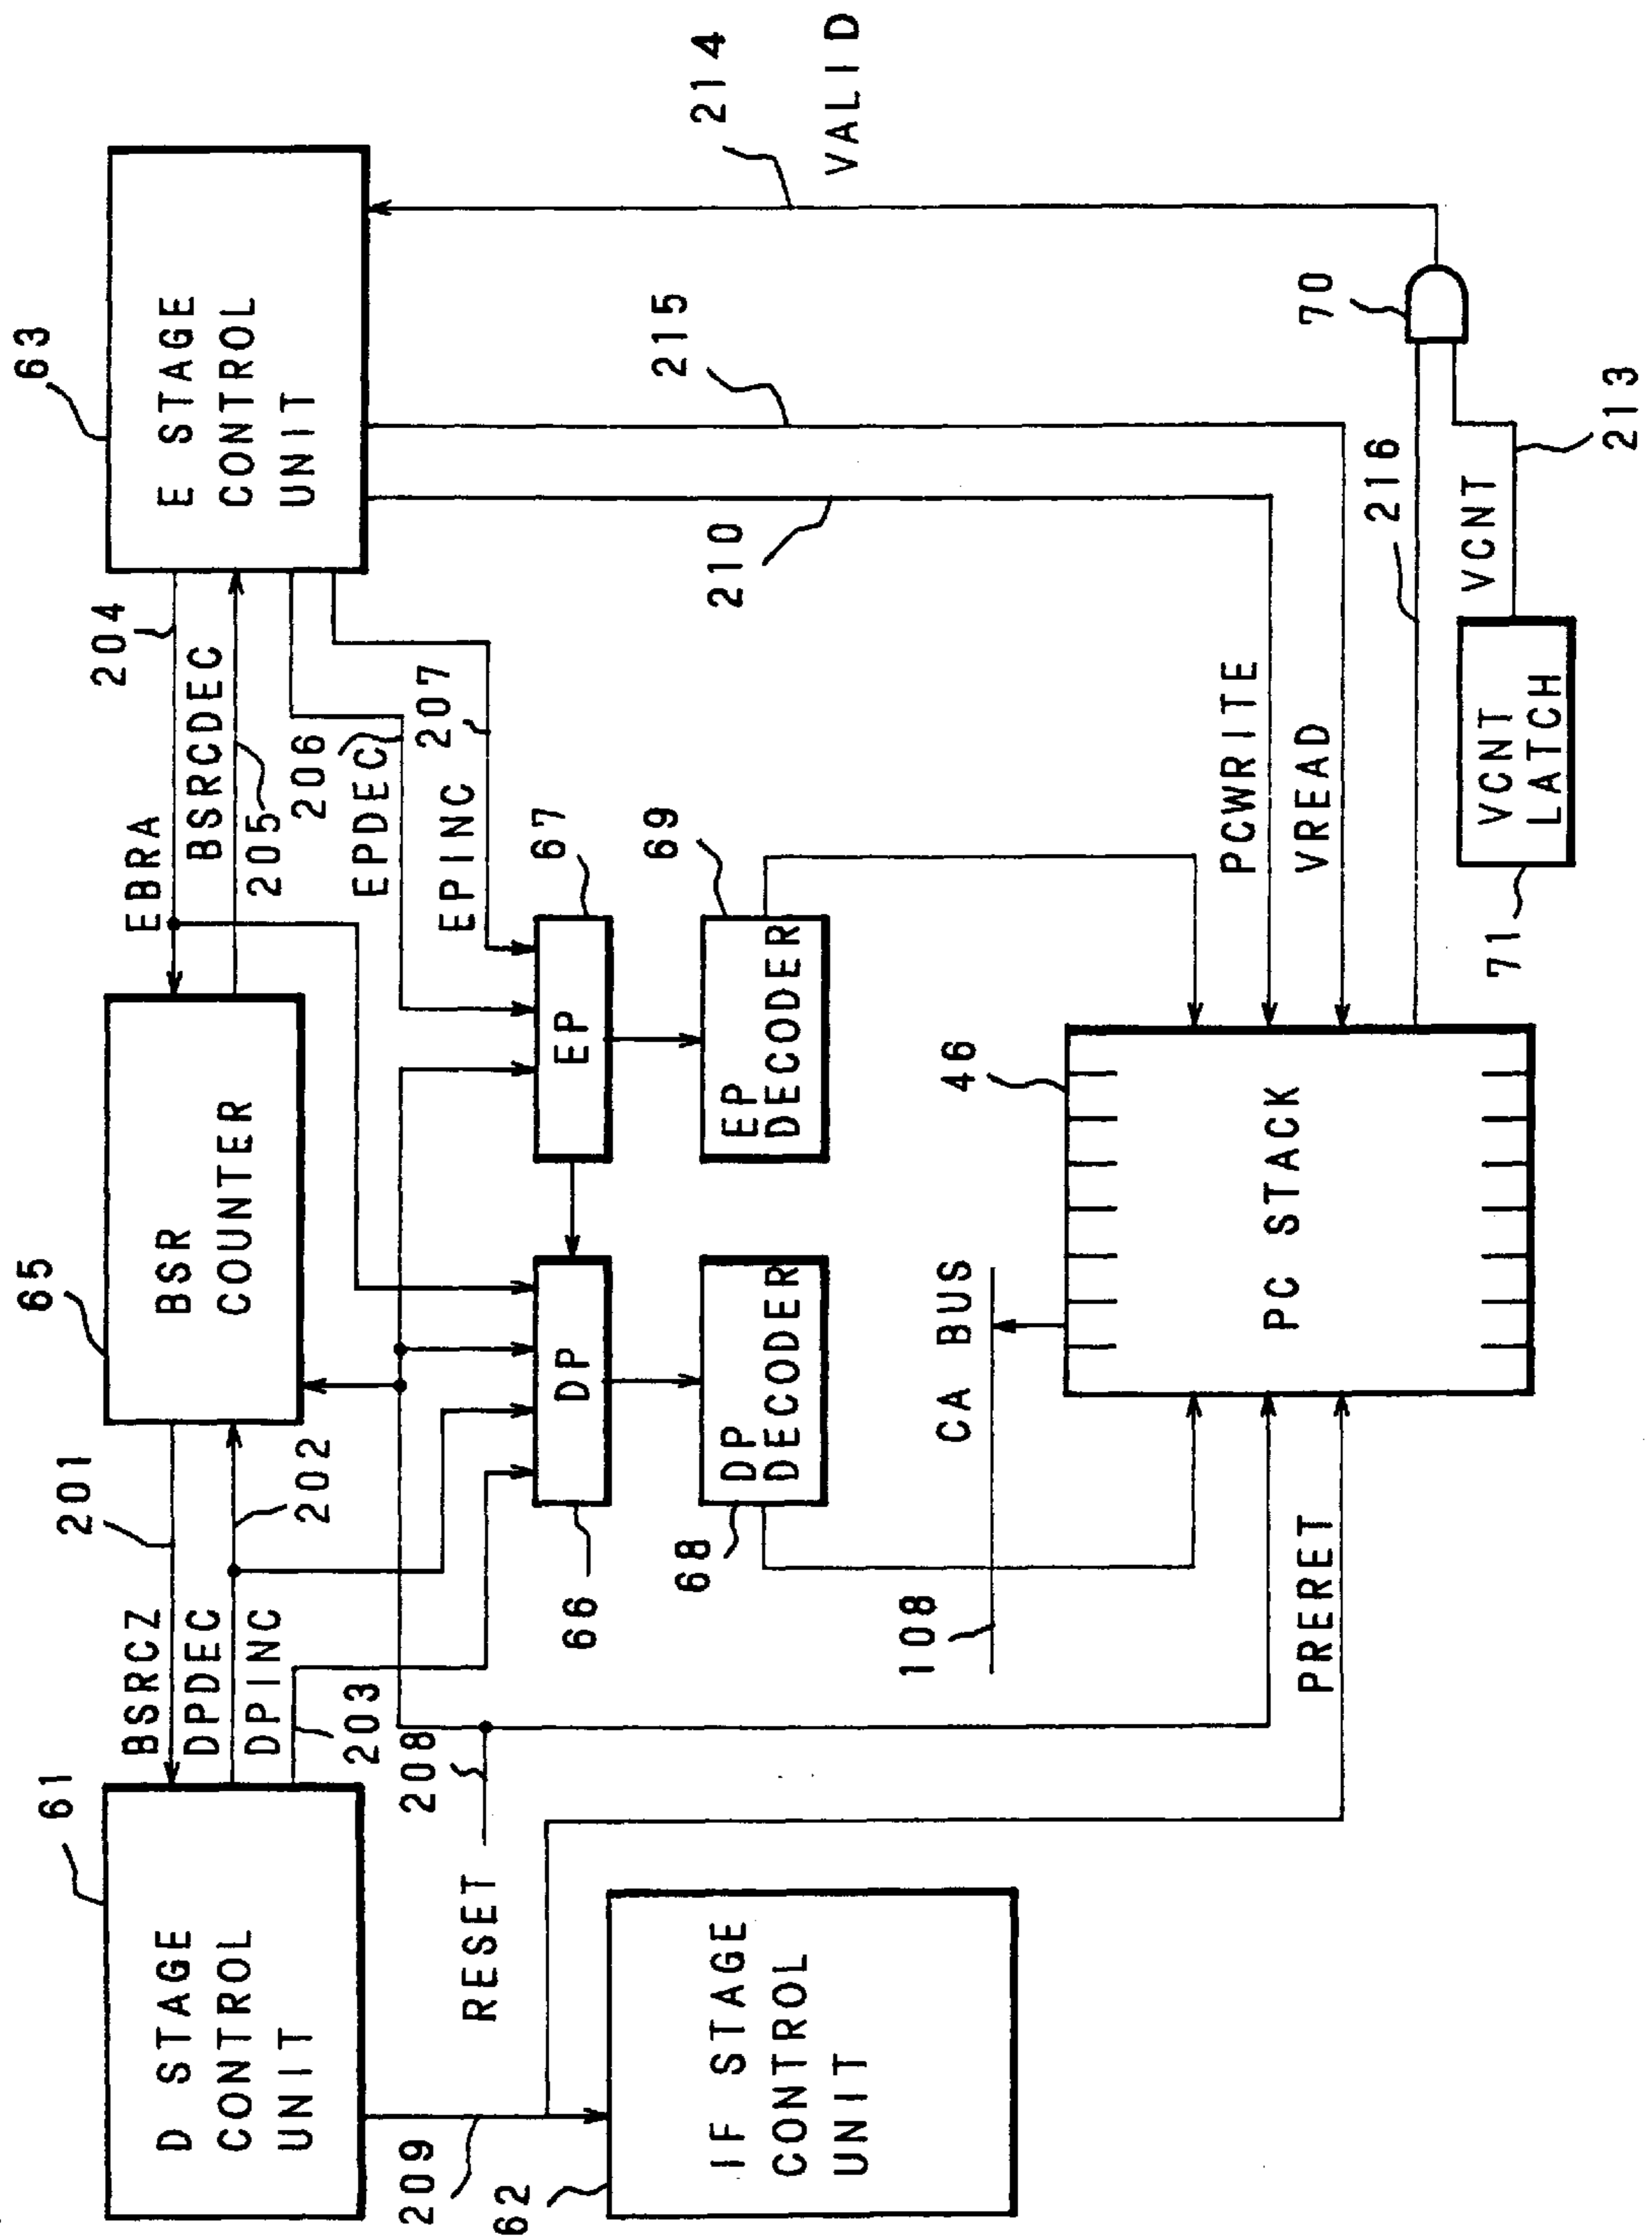 61
D STAGE
CONTROL
UNIT
BSRCZ
DPDEC
DPINC
201
202
203
65
BSR
COUNTER
EBRA
204
BSRCDEC
205
206
EPDEC
EPINC
207
63
E STAGE
CONTROL
UNIT
214
VALID
208
RESET
209
62
IF STAGE
CONTROL
UNIT
66
DP
67
EP
68
DP
DECODER
69
EP
DECODER
108
CA BUS
46
PC STACK
PRERET
PCWRITE
VREAD
210
215
216
70
VCNT
213
71
VCNT
LATCH